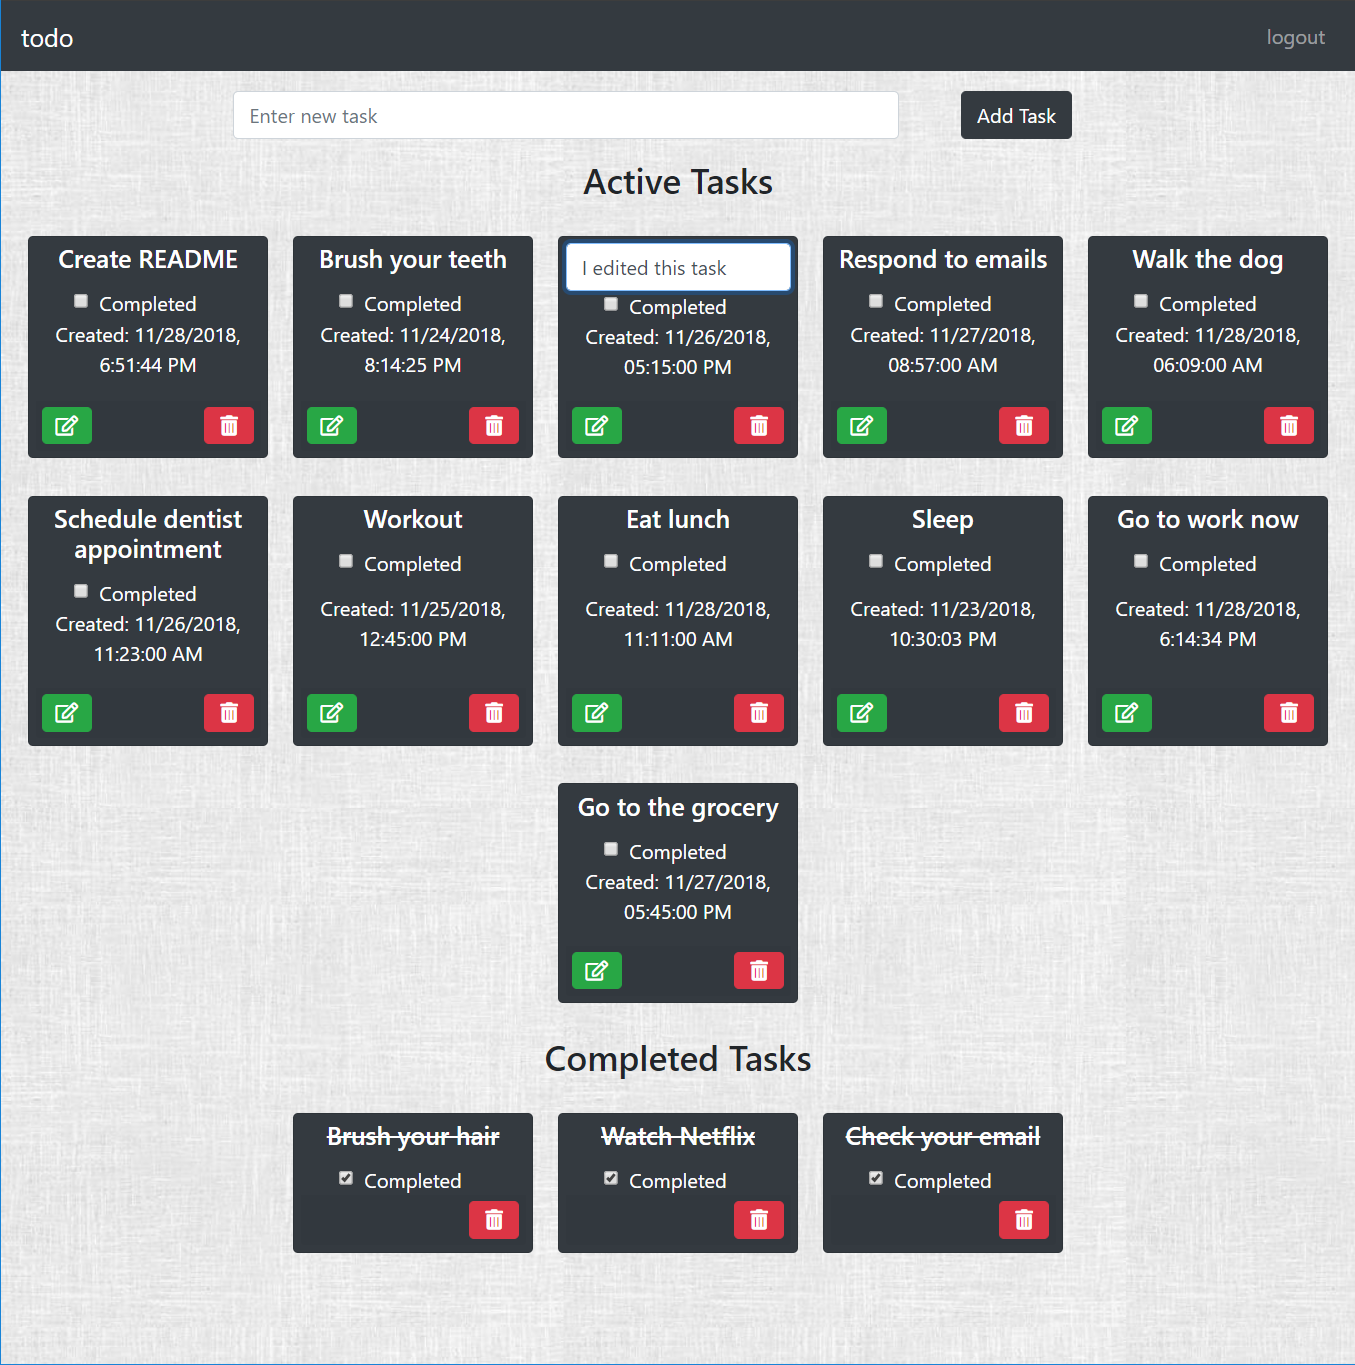 todo
logout
Enter new task
Add Task
Active Tasks
Create README
Completed
Created: 11/28/2018,
6:51:44 PM
Brush your teeth
Completed
Created: 11/24/2018,
8:14:25 PM
I edited this task
Completed
Created: 11/26/2018,
05:15:00 PM
Respond to emails
Completed
Created: 11/27/2018,
08:57:00 AM
Walk the dog
Completed
Created: 11/28/2018,
06:09:00 AM
Schedule dentist
appointment
Completed
Created: 11/26/2018,
11:23:00 AM
Workout
Completed
Created: 11/25/2018,
12:45:00 PM
Eat lunch
Completed
Created: 11/28/2018,
11:11:00 AM
Sleep
Completed
Created: 11/23/2018,
10:30:03 PM
Go to work now
Completed
Created: 11/28/2018,
6:14:34 PM
Go to the grocery
Completed
Created: 11/27/2018,
05:45:00 PM
Completed Tasks
Brush your hair
Completed
Watch Netflix
Completed
Check your email
Completed